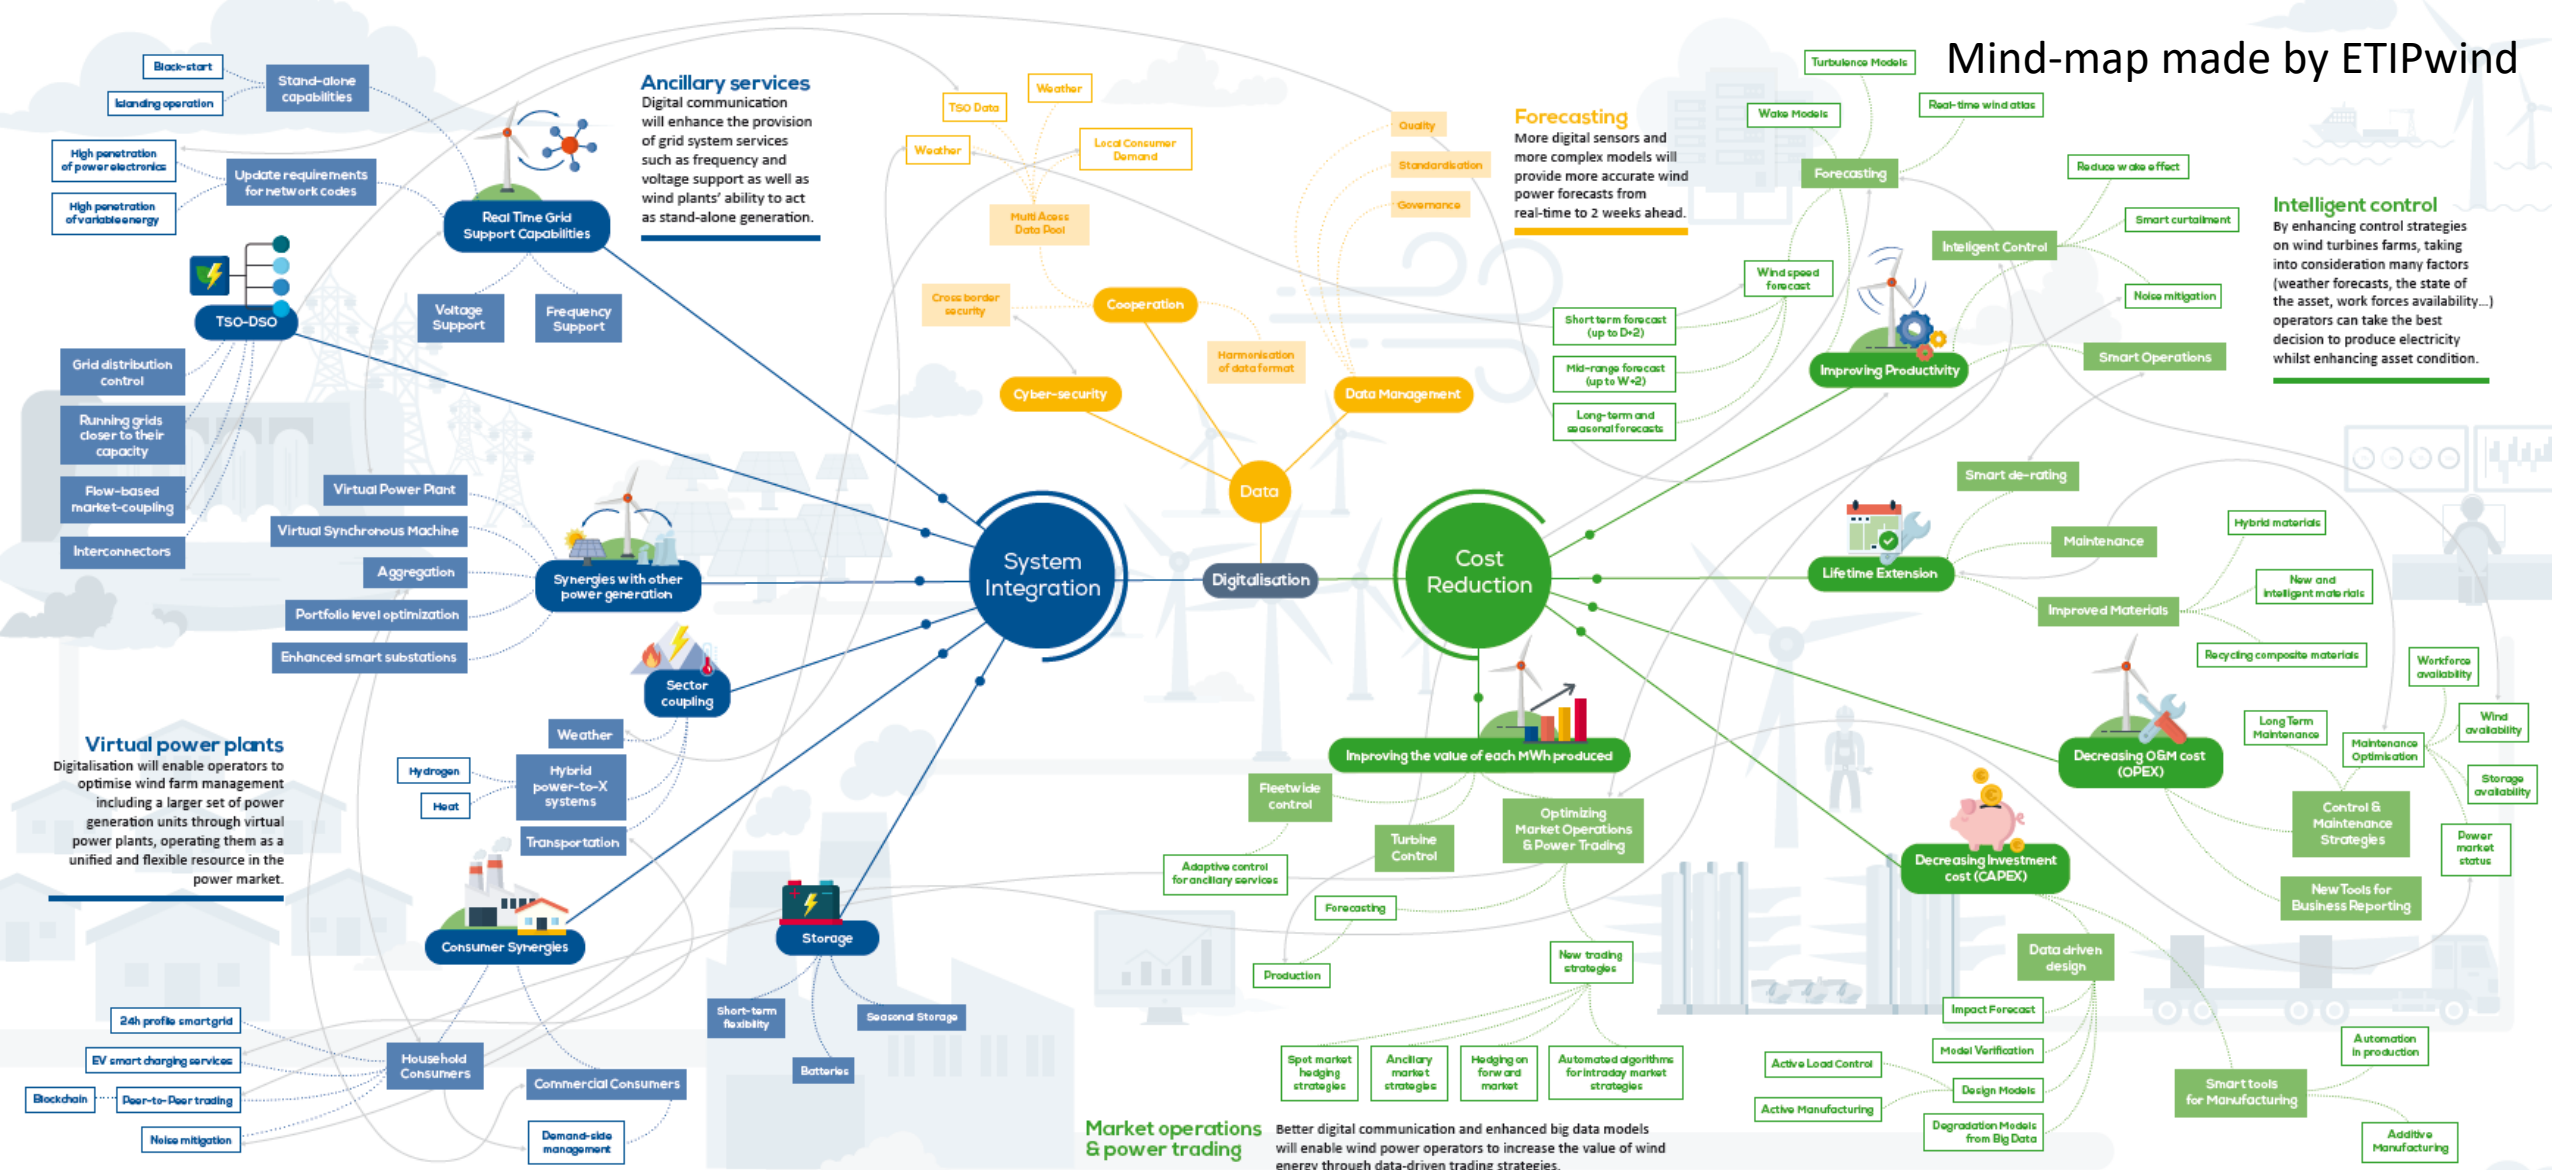 Mind-map made by ETIPwind
Black-start
Islanding operation
Stand-alone
capabilities
High penetration
of power electronics
High penetration
of variable energy
Update requirements
for network codes
Real Time Grid
Support Capabilities
Voltage
Support
Frequency
Support
Ancillary services
Digital communication
will enhance the provision
of grid system services
such as frequency and
voltage support as well as
wind plants' ability to act
as stand-alone generation.
TSO-DSO
Grid distribution
control
Running grids
closer to their
capacity
Flow-based
market-coupling
Interconnectors
Virtual Power Plant
Virtual Synchronous Machine
Aggregation
Portfolio level optimization
Enhanced smart substations
Synergies with other
power generation
Sector
coupling
Weather
Hybrid
power-to-X
systems
Transportation
Hydrogen
Heat
Virtual power plants
Digitalisation will enable operators to
optimise wind farm management
including a larger set of power
generation units through virtual
power plants, operating them as a
unified and flexible resource in the
power market.
Consumer Synergies
24h profile smartgrid
EV smart charging services
Blockchain
Peer-to-Peer trading
Noise mitigation
Household
Consumers
Commercial Consumers
Demand-side
management
Storage
Short-term
flexibility
Seasonal Storage
Batteries
System
Integration
Digitalisation
Data
Cyber-security
Cooperation
Data Management
Cross border
security
Harmonisation
of data format
Multi Acess
Data Pool
Weather
TSO Data
Weather
Local Consumer
Demand
Quality
Standardisation
Governance
Forecasting
More digital sensors and
more complex models will
provide more accurate wind
power forecasts from
real-time to 2 weeks ahead.
Cost
Reduction
Turbulence Models
Wake Models
Real-time wind atlas
Forecasting
Wind speed
forecast
Short term forecast
(up to D+2)
Mid-range forecast
(up to W+2)
Long-term and
seasonal forecasts
Improving Productivity
Inteligent Control
Reduce wake effect
Smart curtailment
Noise mitigation
Smart Operations
Intelligent control
By enhancing control strategies
on wind turbines farms, taking
into consideration many factors
(weather forecasts, the state of
the asset, work forces availability...)
operators can take the best
decision to produce electricity
whilst enhancing asset condition.
Smart de-rating
Maintenance
Lifetime Extension
Improved Materials
Hybrid materials
New and
intelligent materials
Recycling composite materials
Decreasing O&M cost
(OPEX)
Long Term
Maintenance
Maintenance
Optimisation
Workforce
availability
Wind
availability
Storage
availability
Power
market
status
Control &
Maintenance
Strategies
New Tools for
Business Reporting
Decreasing Investment
cost (CAPEX)
Data driven
design
Impact Forecast
Model Verification
Active Load Control
Active Manufacturing
Design Models
Degradation Models
from Big Data
Smart tools
for Manufacturing
Automation
in production
Additive
Manufacturing
Improving the value of each MWh produced
Fleetwide
control
Adaptive control
for ancillary services
Turbine
Control
Optimizing
Market Operations
& Power Trading
Forecasting
Production
New trading
strategies
Spot market
hedging
strategies
Ancillary
market
strategies
Hedging on
forward
market
Automated algorithms
for intraday market
strategies
Market operations
& power trading
Better digital communication and enhanced big data models
will enable wind power operators to increase the value of wind
energy through data-driven trading strategies.